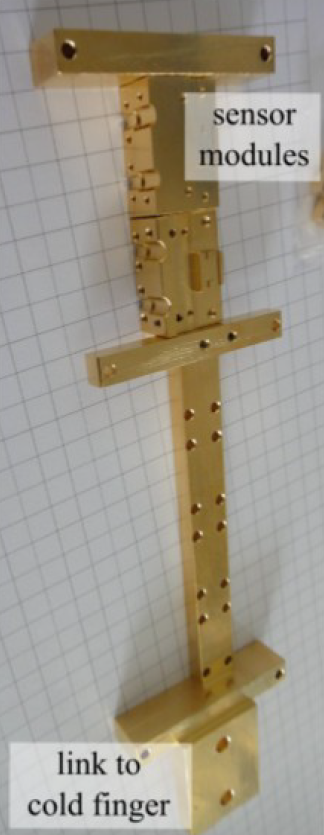 sensor
modules
link to
cold finger